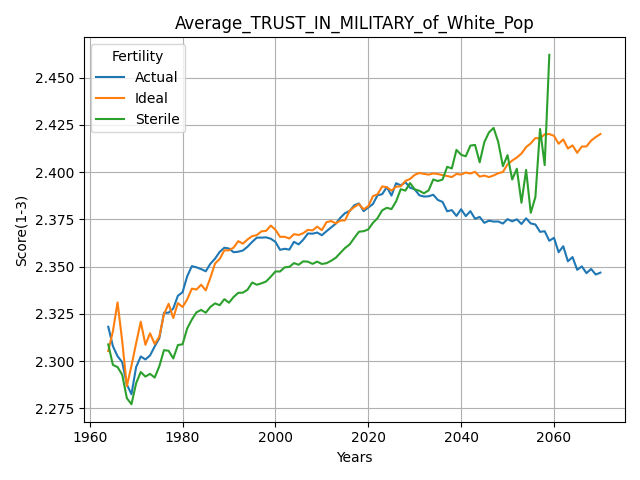 Average_TRUST_IN_MILITARY_of_White_Pop
Fertility
Actual
Ideal
Sterile
2.450
2.425
2.400
2.375
2.350
2.325
2.300
2.275
Score(1-3)
1960
1980
2000
2020
2040
2060
Years